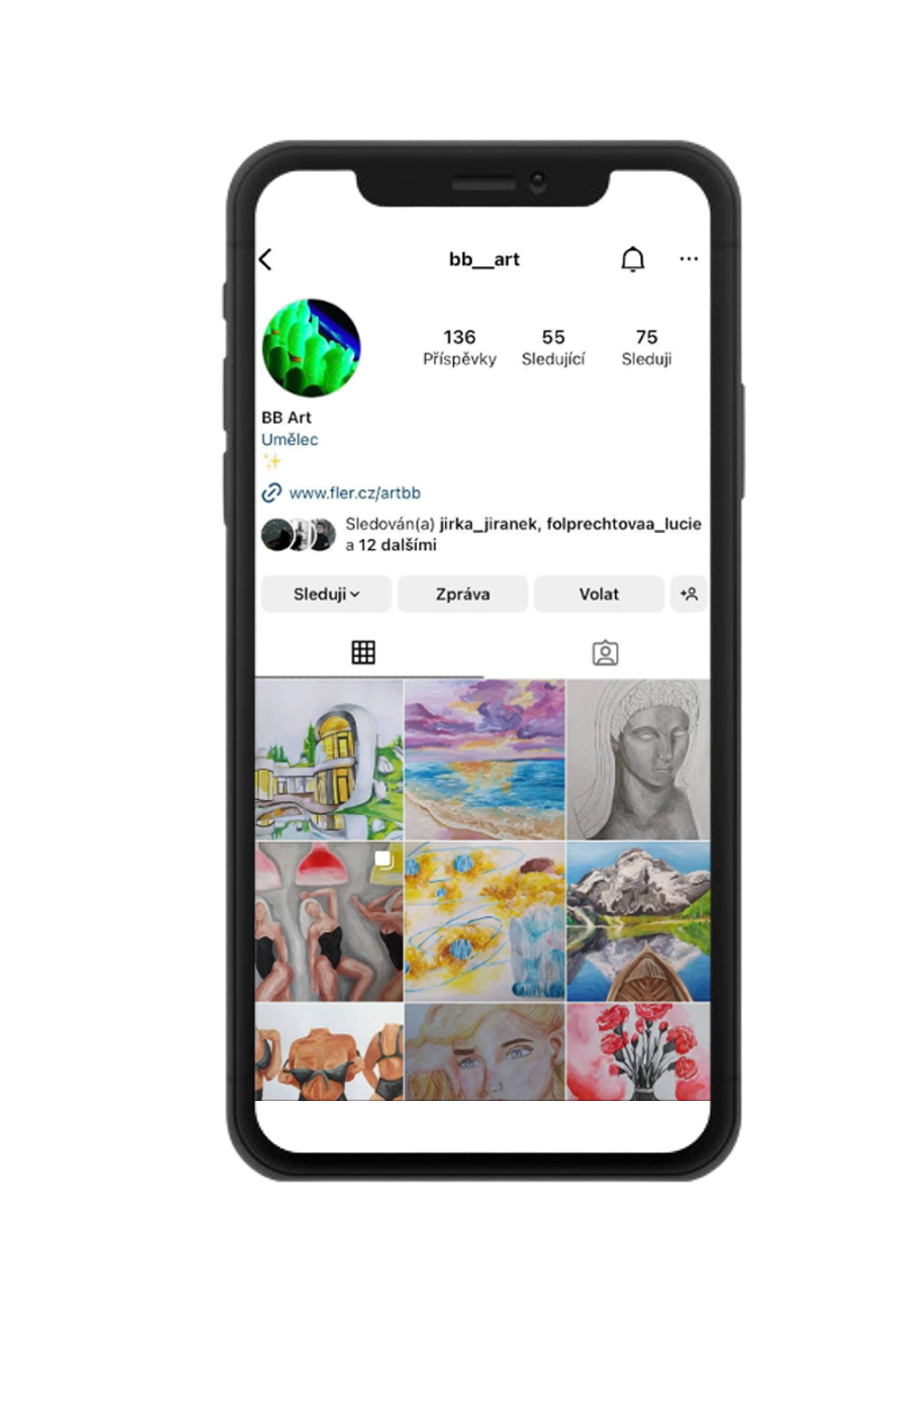 bb__art
136 55 75
Příspěvky Sledující Sleduji
BB Art
Umělec
www.fler.cz/artbb
Sledován(a) jirka_jiranek, folprechtovaa_lucie
a 12 dalšími
Sleduji Zpráva Volat